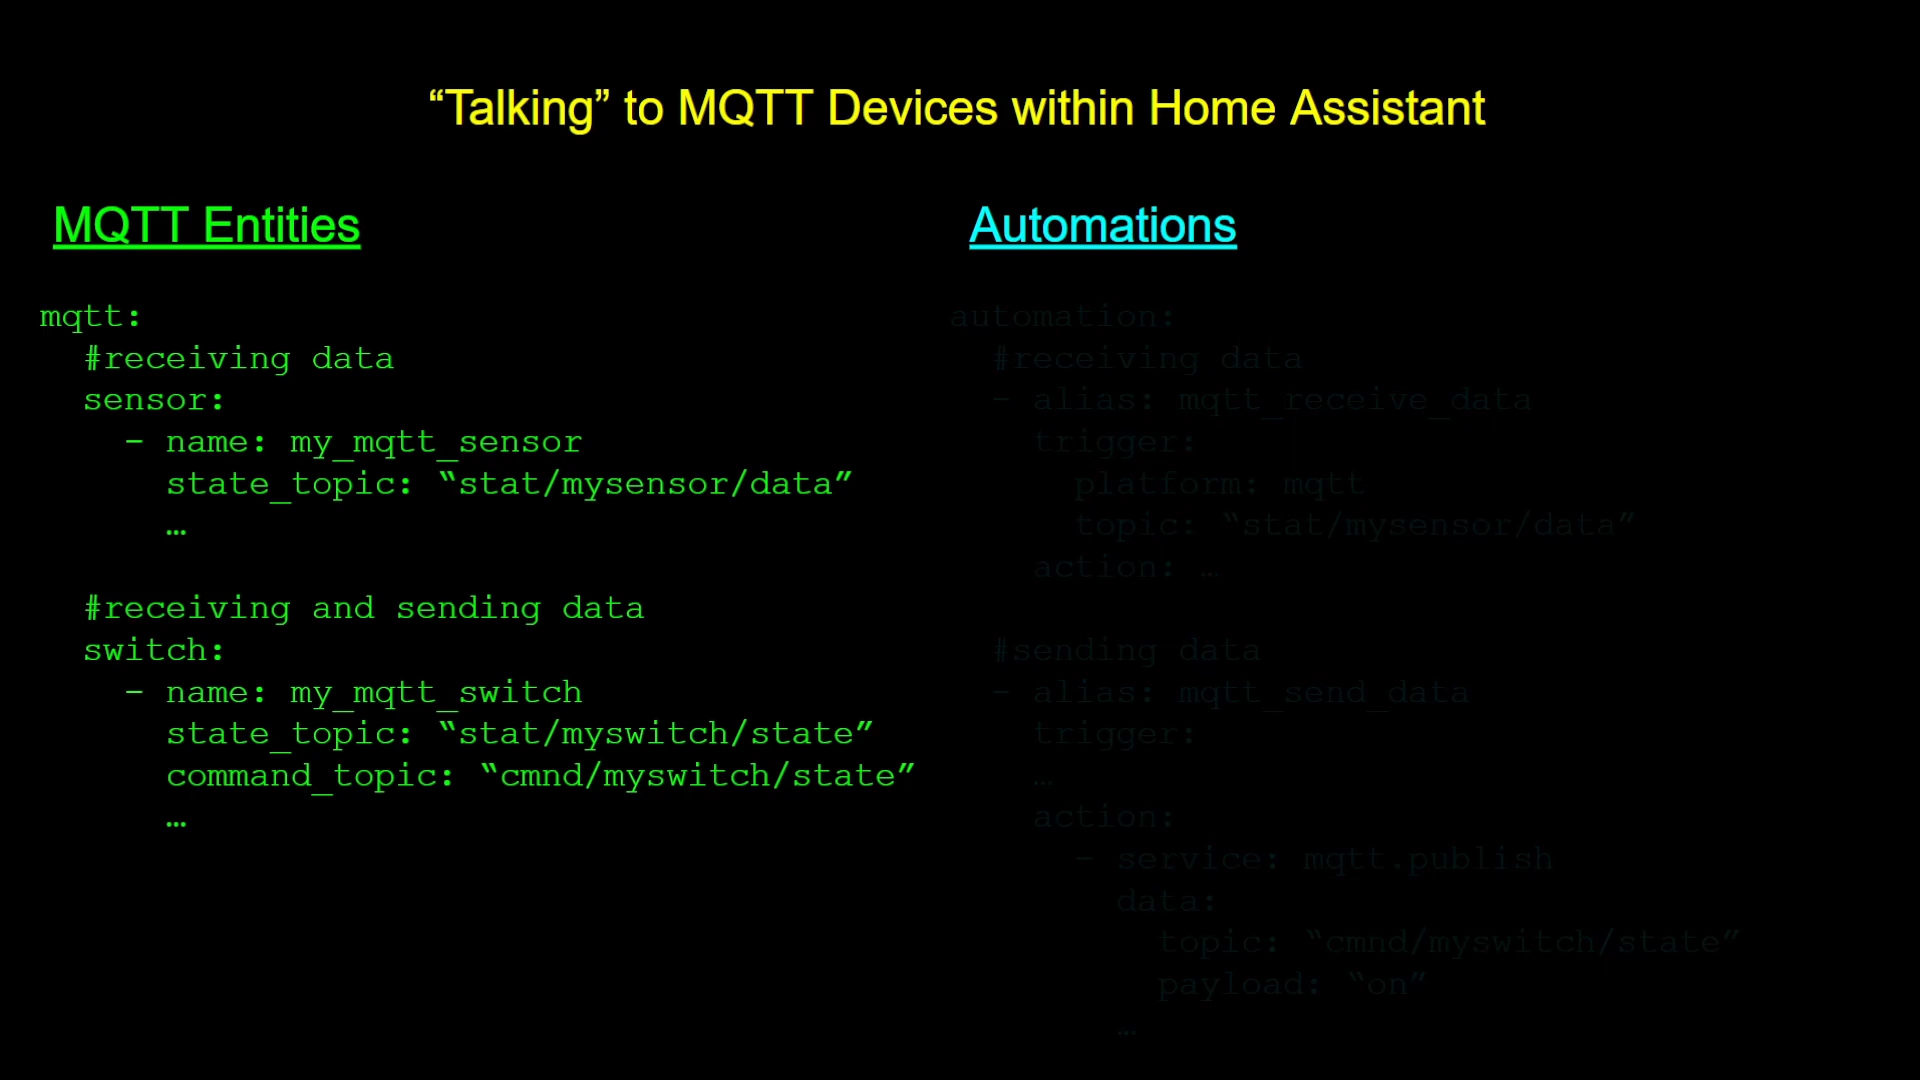 “Talking” to MQTT Devices within Home Assistant
MQTT Entities
mqtt:
#receiving data
sensor:
- name: my_mqtt_sensor
state_topic: “stat/mysensor/data”
…
#receiving and sending data
switch:
- name: my_mqtt_switch
state_topic: “stat/myswitch/state”
command_topic: “cmnd/myswitch/state”
…
Automations
automation:
#receiving data
- alias: mqtt_receive_data
trigger:
platform: mqtt
topic: “stat/mysensor/data”
action: …
#sending data
- alias: mqtt_send_data
trigger:
…
action:
- service: mqtt.publish
data:
topic: “cmnd/myswitch/state”
payload: “on”
…